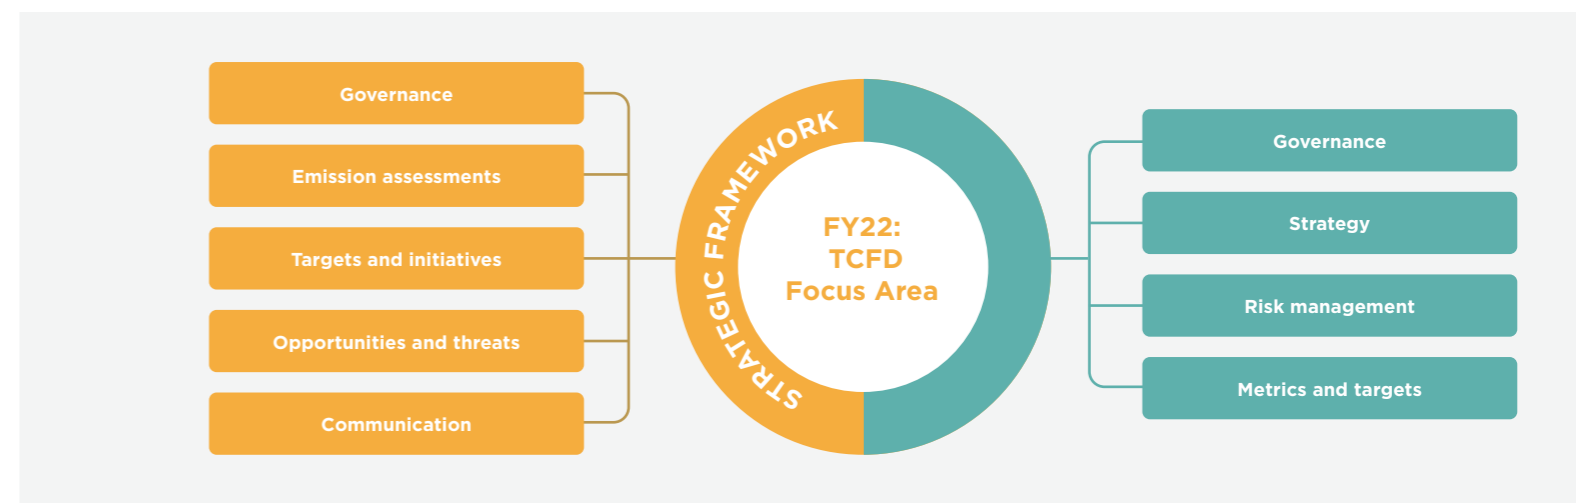 Governance
Emission assessments
Targets and initiatives
Opportunities and threats
Communication
STRATEGIC FRAMEWORK
FY22:
TCFD
Focus Area
Governance
Strategy
Risk management
Metrics and targets